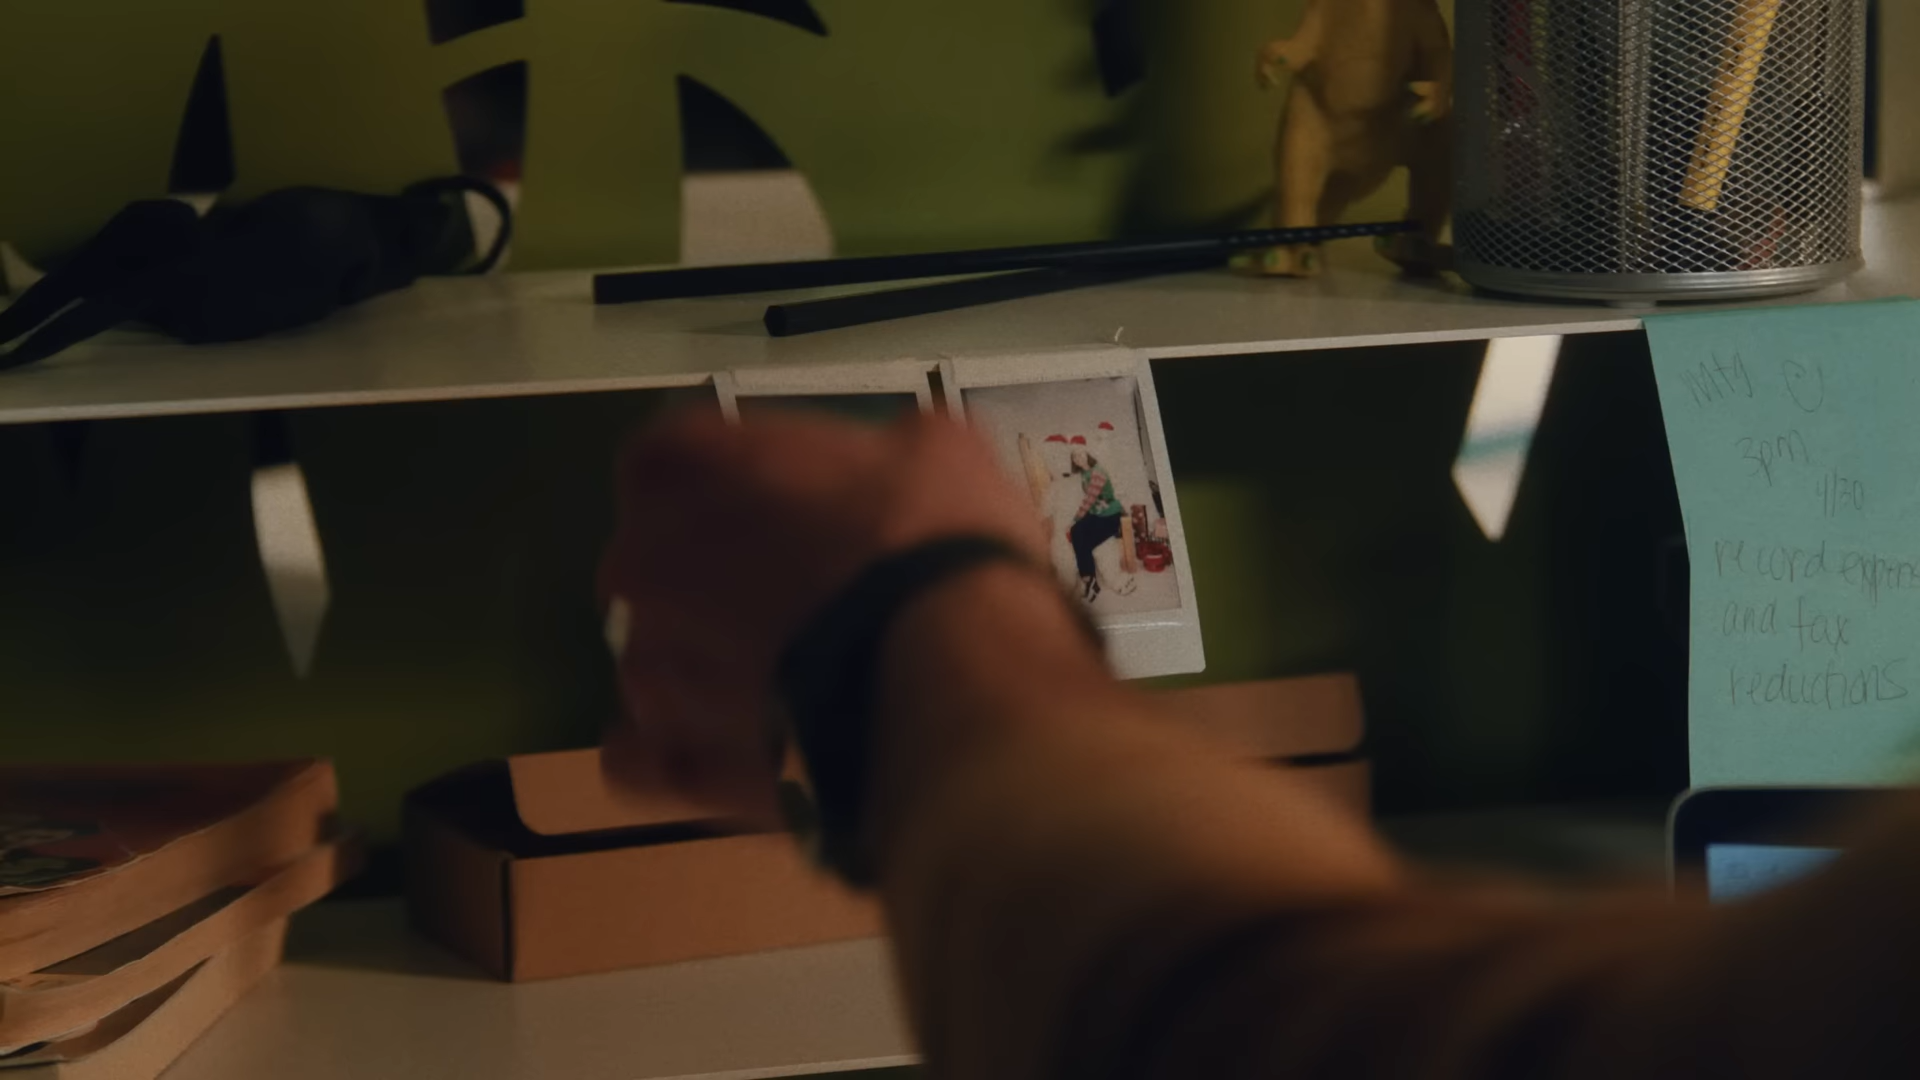 Mtg
3pm
4/30
record expens
and tax
reductions